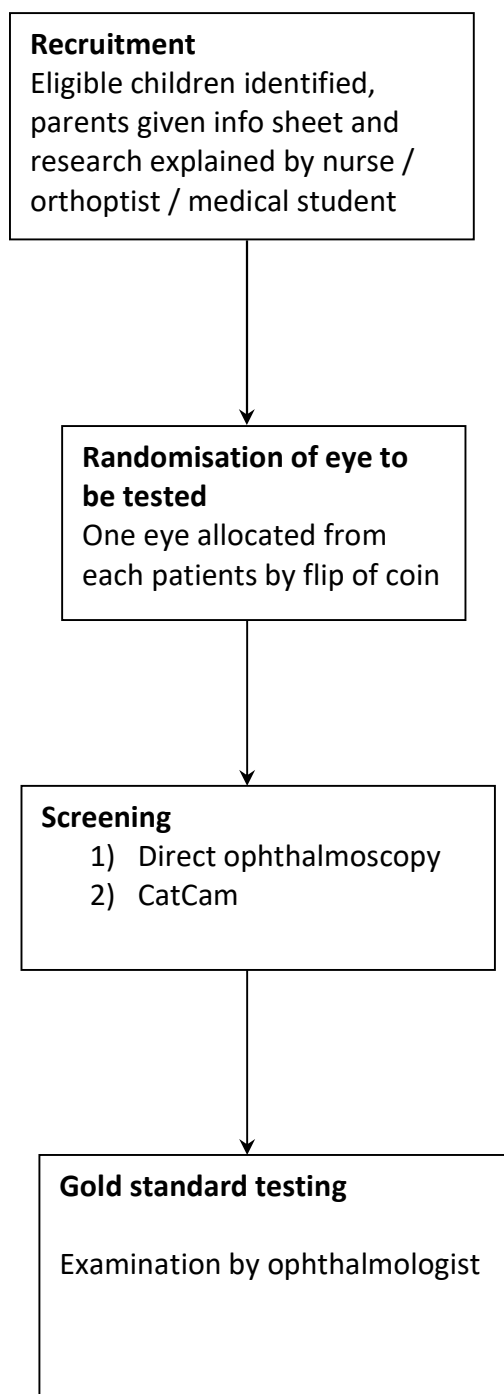 Recruitment
Eligible children identified,
parents given info sheet and
research explained by nurse /
orthoptist / medical student
Randomisation of eye to
be tested
One eye allocated from
each patients by flip of coin
Screening
1) Direct ophthalmoscopy
2) CatCam
Gold standard testing
Examination by ophthalmologist